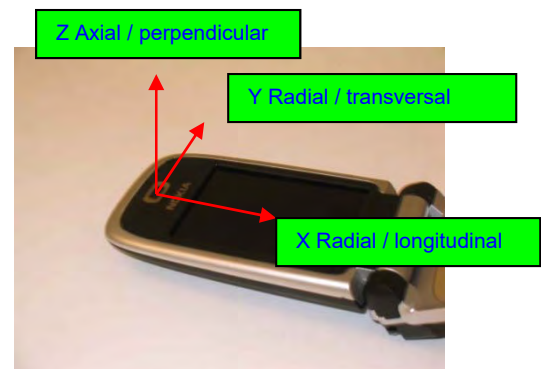 Z Axial / perpendicular
Y Radial / transversal
NOKIA
X Radial / longitudinal